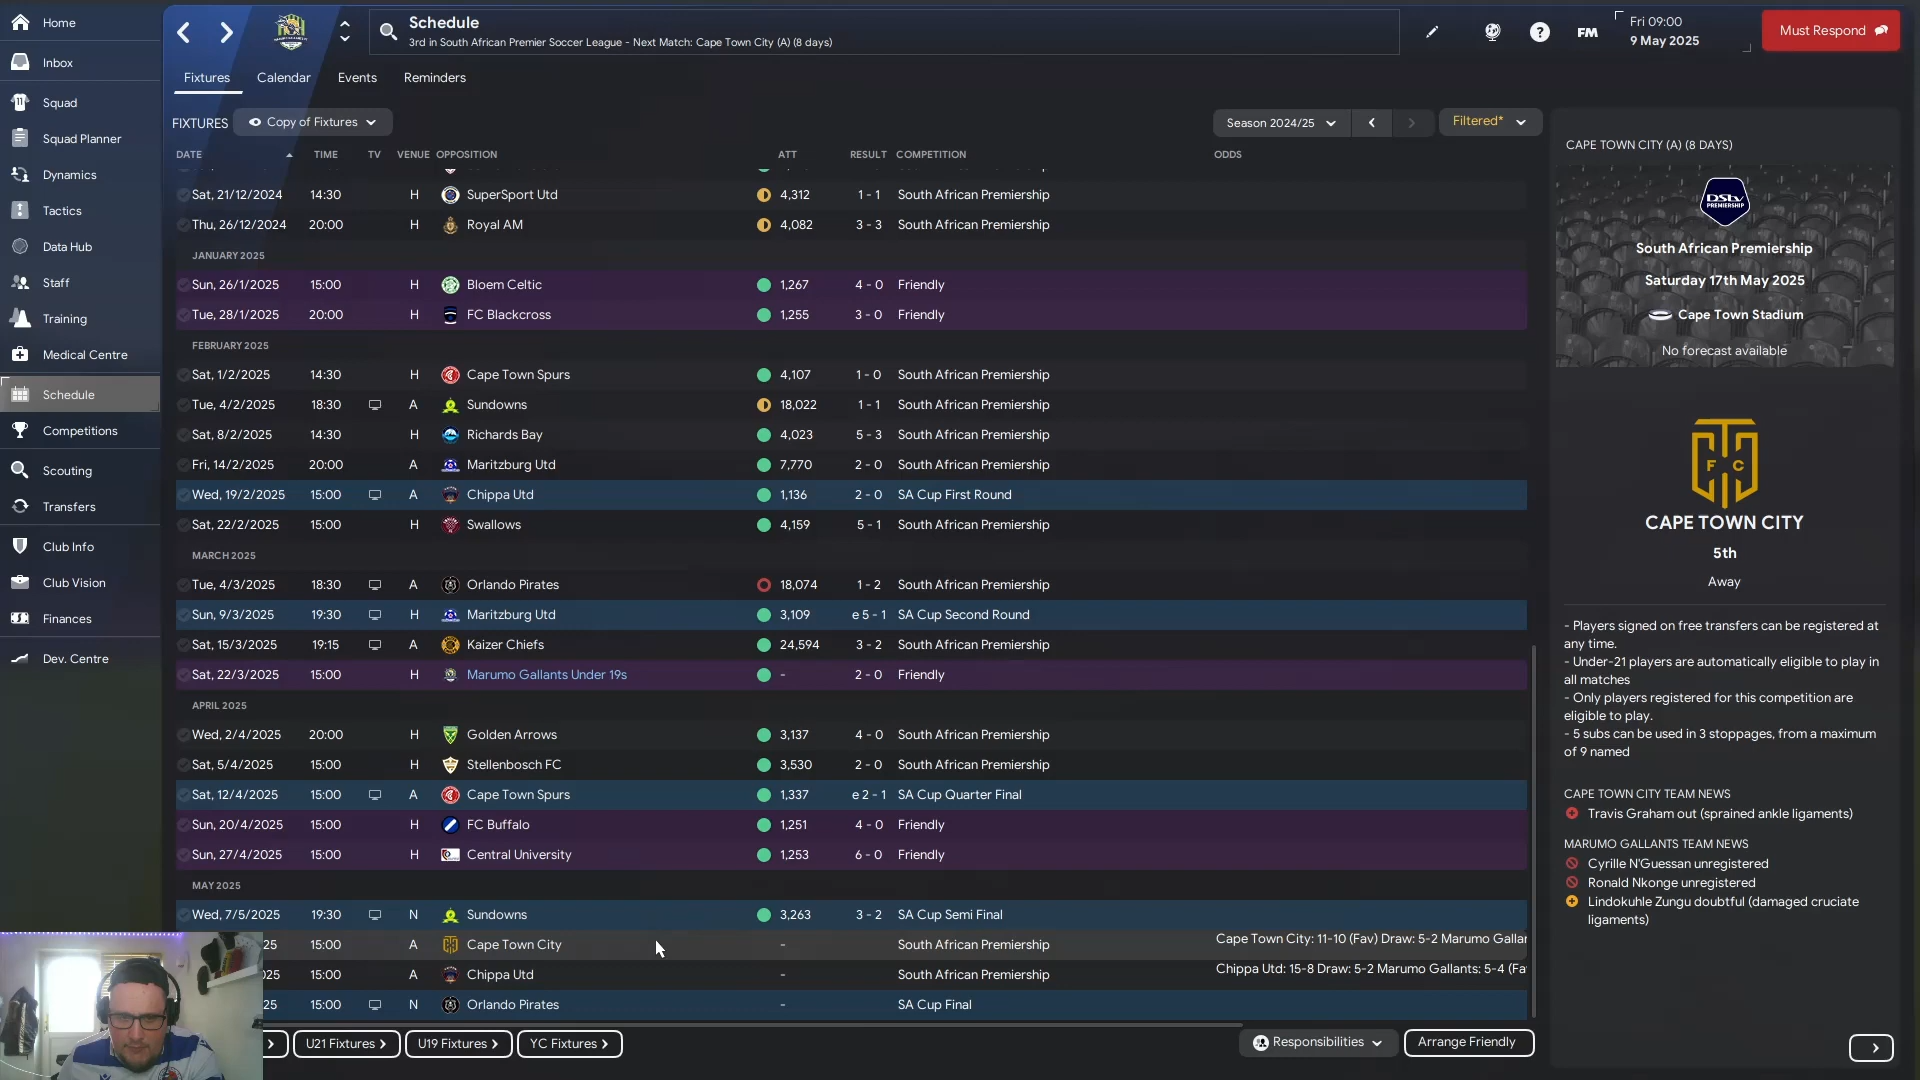 Home
Inbox
Squad
Squad Planner
Dynamics
Tactics
Data Hub
Staff
Training
Medical Centre
Schedule
Competitions
Scouting
Transfers
Club Info
Club Vision
Finances
Dev. Centre
Schedule
3rd in South African Premier Soccer League - Next Match: Cape Town City (A) (8 days)
FM
Fri 09:00
9 May 2025
Must Respond
Fixtures Calendar Events Reminders
FIXTURES Copy of Fixtures Season 2024/25 Filtered*
DATE TIME TV VENUE OPPOSITION ATT RESULT COMPETITION ODDS
Sat, 21/12/2024 14:30 H SuperSport Utd 4,312 1 - 1 South African Premiership
Thu, 26/12/2024 20:00 H Royal AM 4,082 3 - 3 South African Premiership
JANUARY 2025
Sun, 26/1/2025 15:00 H Bloem Celtic 1,267 4 - 0 Friendly
Tue, 28/1/2025 20:00 H FC Blackcross 1,255 3 - 0 Friendly
FEBRUARY 2025
Sat, 1/2/2025 14:30 H Cape Town Spurs 4,107 1 - 0 South African Premiership
Tue, 4/2/2025 18:30 A Sundowns 18,022 1 - 1 South African Premiership
Sat, 8/2/2025 14:30 H Richards Bay 4,023 5 - 3 South African Premiership
Fri, 14/2/2025 20:00 A Maritzburg Utd 7,770 2 - 0 South African Premiership
Wed, 19/2/2025 15:00 A Chippa Utd 1,136 2 - 0 SA Cup First Round
Sat, 22/2/2025 15:00 H Swallows 4,159 5 - 1 South African Premiership
MARCH 2025
Tue, 4/3/2025 18:30 A Orlando Pirates 18,074 1 - 2 South African Premiership
Sun, 9/3/2025 19:30 H Maritzburg Utd 3,109 e 5 - 1 SA Cup Second Round
Sat, 15/3/2025 19:15 A Kaizer Chiefs 24,594 3 - 2 South African Premiership
Sat, 22/3/2025 15:00 H Marumo Gallants Under 19s - 2 - 0 Friendly
APRIL 2025
Wed, 2/4/2025 20:00 H Golden Arrows 3,137 4 - 0 South African Premiership
Sat, 5/4/2025 15:00 H Stellenbosch FC 3,530 2 - 0 South African Premiership
Sat, 12/4/2025 15:00 A Cape Town Spurs 1,337 e 2 - 1 SA Cup Quarter Final
Sun, 20/4/2025 15:00 H FC Buffalo 1,251 4 - 0 Friendly
Sun, 27/4/2025 15:00 H Central University 1,253 6 - 0 Friendly
MAY 2025
Wed, 7/5/2025 19:30 N Sundowns 3,263 3 - 2 SA Cup Semi Final
25 15:00 A Cape Town City - South African Premiership Cape Town City: 11-10 (Fav) Draw: 5-2 Marumo Gallar
25 15:00 A Chippa Utd - South African Premiership Chippa Utd: 15-8 Draw: 5-2 Marumo Gallants: 5-4 (Fa
25 15:00 N Orlando Pirates - SA Cup Final
U21 Fixtures U19 Fixtures YC Fixtures Responsibilities Arrange Friendly
CAPE TOWN CITY (A) (8 DAYS)
DStv
PREMIERSHIP
South African Premiership
Saturday 17th May 2025
Cape Town Stadium
No forecast available
F C
CAPE TOWN CITY
5th
Away
- Players signed on free transfers can be registered at
any time.
- Under-21 players are automatically eligible to play in
all matches
- Only players registered for this competition are
eligible to play.
- 5 subs can be used in 3 stoppages, from a maximum
of 9 named
CAPE TOWN CITY TEAM NEWS
Travis Graham out (sprained ankle ligaments)
MARUMO GALLANTS TEAM NEWS
Cyrille N'Guessan unregistered
Ronald Nkonge unregistered
Lindokuhle Zungu doubtful (damaged cruciate
ligaments)